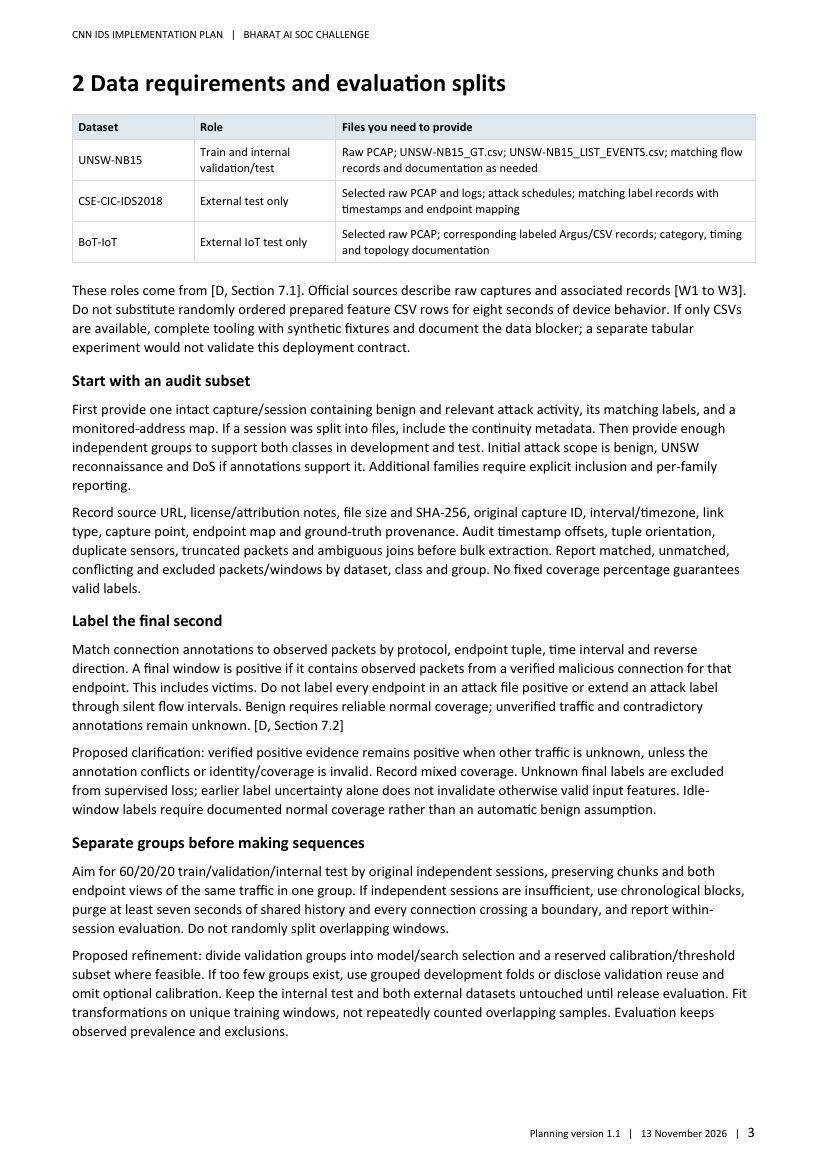 CNN IDS IMPLEMENTATION PLAN | BHARAT AI SOC CHALLENGE
2 Data requirements and evaluation splits
Dataset Role Files you need to provide
UNSW-NB15 Train and internal validation/test Raw PCAP; UNSW-NB15_GT.csv; UNSW-NB15_LIST_EVENTS.csv; matching flow records and documentation as needed
CSE-CIC-IDS2018 External test only Selected raw PCAP and logs; attack schedules; matching label records with timestamps and endpoint mapping
BoT-IoT External IoT test only Selected raw PCAP; corresponding labeled Argus/CSV records; category, timing and topology documentation
These roles come from [D, Section 7.1]. Official sources describe raw captures and associated records [W1 to W3].
Do not substitute randomly ordered prepared feature CSV rows for eight seconds of device behavior. If only CSVs
are available, complete tooling with synthetic fixtures and document the data blocker; a separate tabular
experiment would not validate this deployment contract.
Start with an audit subset
First provide one intact capture/session containing benign and relevant attack activity, its matching labels, and a
monitored-address map. If a session was split into files, include the continuity metadata. Then provide enough
independent groups to support both classes in development and test. Initial attack scope is benign, UNSW
reconnaissance and DoS if annotations support it. Additional families require explicit inclusion and per-family
reporting.
Record source URL, license/attribution notes, file size and SHA-256, original capture ID, interval/timezone, link
type, capture point, endpoint map and ground-truth provenance. Audit timestamp offsets, tuple orientation,
duplicate sensors, truncated packets and ambiguous joins before bulk extraction. Report matched, unmatched,
conflicting and excluded packets/windows by dataset, class and group. No fixed coverage percentage guarantees
valid labels.
Label the final second
Match connection annotations to observed packets by protocol, endpoint tuple, time interval and reverse
direction. A final window is positive if it contains observed packets from a verified malicious connection for that
endpoint. This includes victims. Do not label every endpoint in an attack file positive or extend an attack label
through silent flow intervals. Benign requires reliable normal coverage; unverified traffic and contradictory
annotations remain unknown. [D, Section 7.2]
Proposed clarification: verified positive evidence remains positive when other traffic is unknown, unless the
annotation conflicts or identity/coverage is invalid. Record mixed coverage. Unknown final labels are excluded
from supervised loss; earlier label uncertainty alone does not invalidate otherwise valid input features. Idle-
window labels require documented normal coverage rather than an automatic benign assumption.
Separate groups before making sequences
Aim for 60/20/20 train/validation/internal test by original independent sessions, preserving chunks and both
endpoint views of the same traffic in one group. If independent sessions are insufficient, use chronological blocks,
purge at least seven seconds of shared history and every connection crossing a boundary, and report within-
session evaluation. Do not randomly split overlapping windows.
Proposed refinement: divide validation groups into model/search selection and a reserved calibration/threshold
subset where feasible. If too few groups exist, use grouped development folds or disclose validation reuse and
omit optional calibration. Keep the internal test and both external datasets untouched until release evaluation. Fit
transformations on unique training windows, not repeatedly counted overlapping samples. Evaluation keeps
observed prevalence and exclusions.
Planning version 1.1 | 13 November 2026 | 3